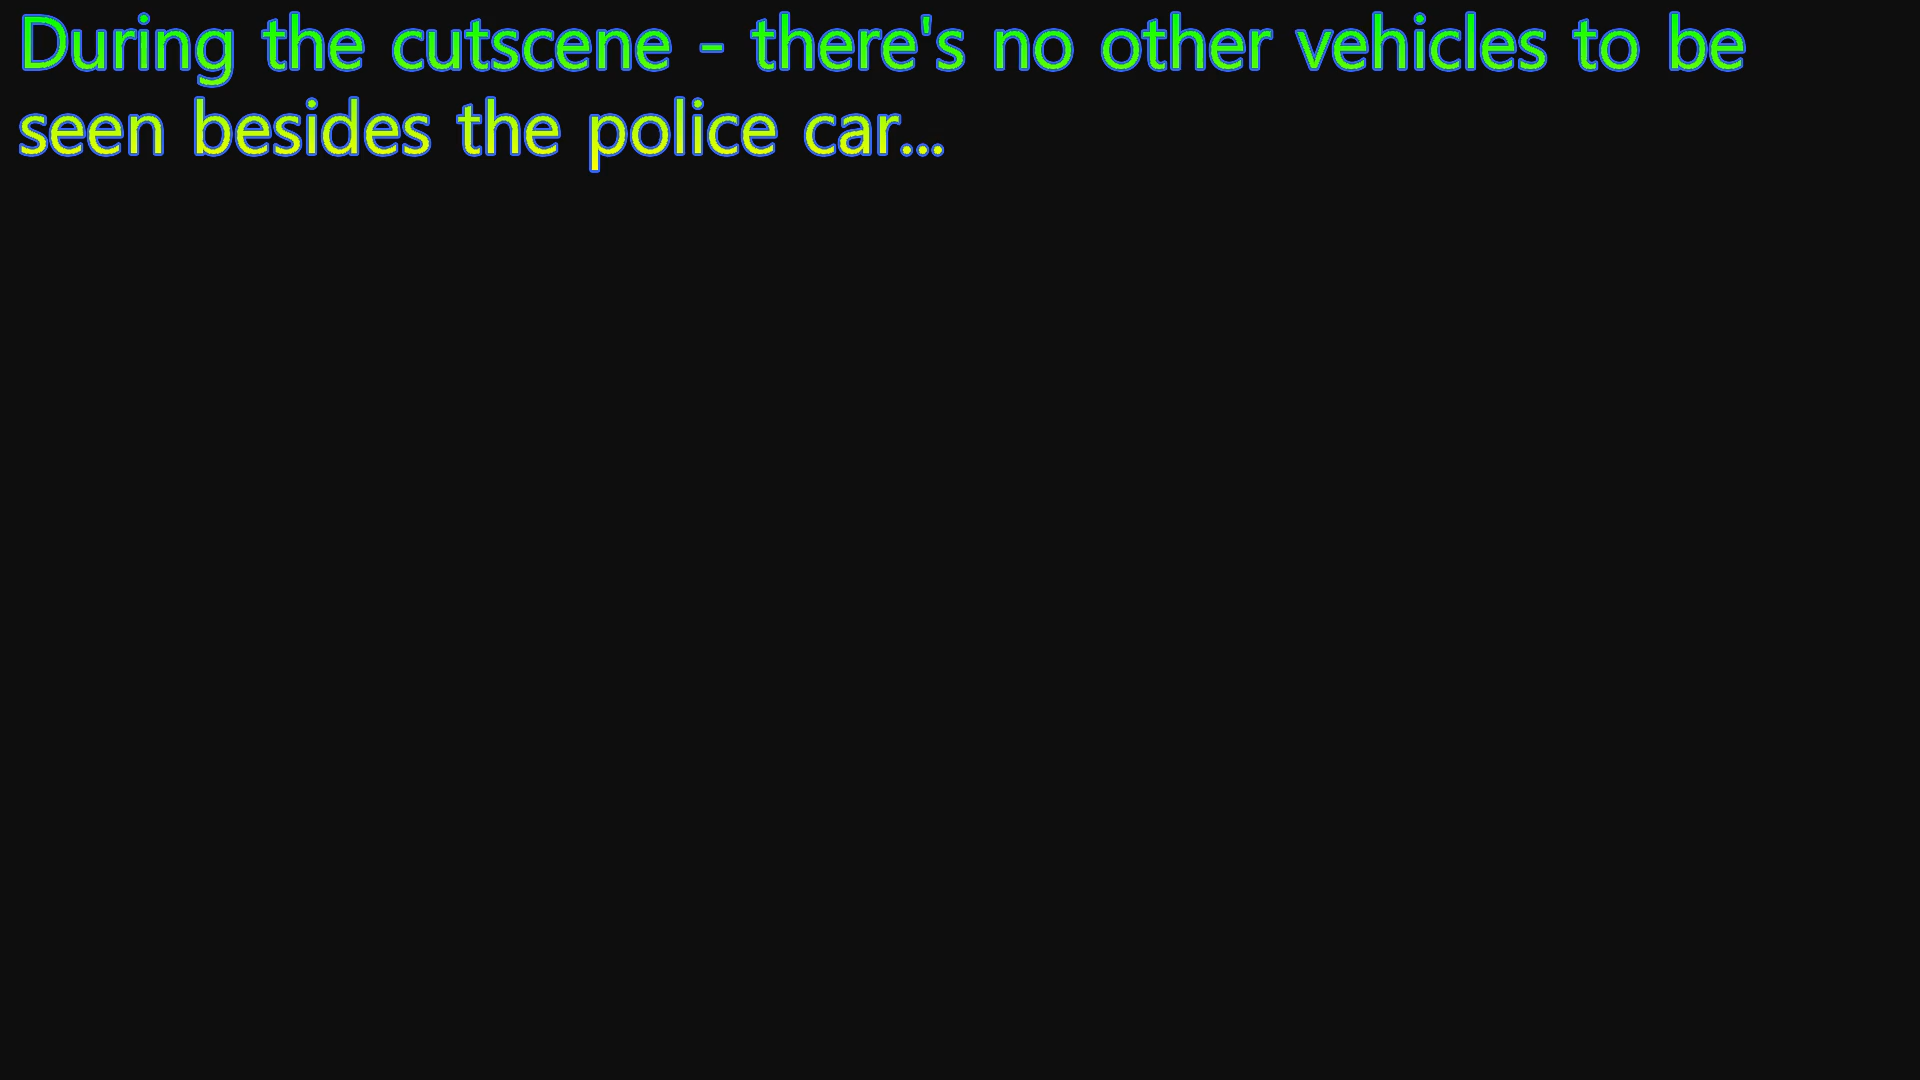 During the cutscene - there's no other vehicles to be
seen besides the police car...